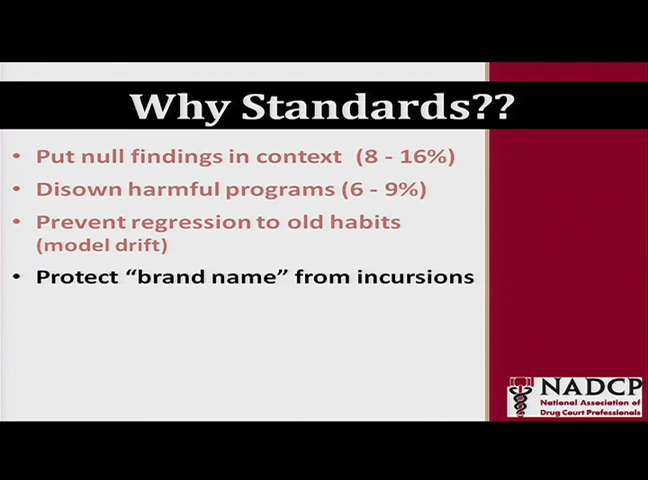 Why Standards??
• Put null findings in context (8 - 16%)
• Disown harmful programs (6 - 9%)
• Prevent regression to old habits
(model drift)
• Protect “brand name” from incursions
NADCP
National Association of
Drug Court Professionals